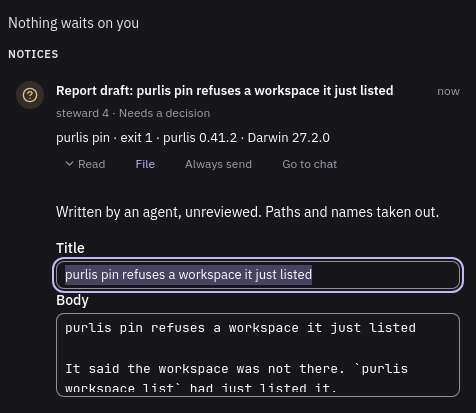 Nothing waits on you
NOTICES
Report draft: purlis pin refuses a workspace it just listed
now
steward 4 · Needs a decision
purlis pin · exit 1 · purlis 0.41.2 · Darwin 27.2.0
Read File Always send Go to chat
Written by an agent, unreviewed. Paths and names taken out.
Title
purlis pin refuses a workspace it just listed
Body
purlis pin refuses a workspace it just listed
It said the workspace was not there. `purlis
workspace list` had just listed it.